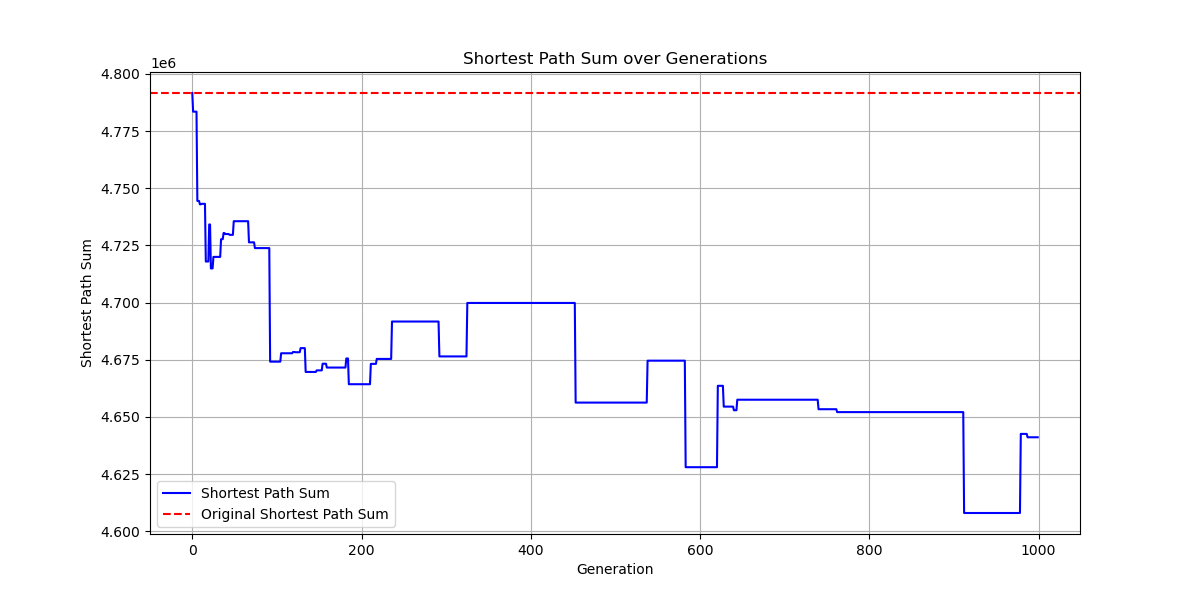 Shortest Path Sum over Generations
1e6
4.800
4.775
4.750
4.725
4.700
4.675
4.650
4.625
4.600
Shortest Path Sum
Shortest Path Sum
Original Shortest Path Sum
0 200 400 600 800 1000
Generation